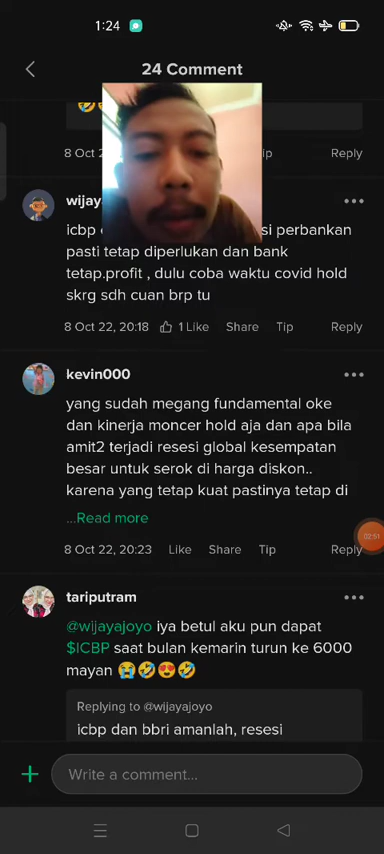 1:24
24 Comment
8 Oct 2
ip
Reply
wijay
icbp
si perbankan
pasti tetap diperlukan dan bank
tetap.profit , dulu coba waktu covid hold
skrg sdh cuan brp tu
8 Oct 22, 20:18 1 Like Share Tip Reply
kevin000
yang sudah megang fundamental oke
dan kinerja moncer hold aja dan apa bila
amit2 terjadi resesi global kesempatan
besar untuk serok di harga diskon..
karena yang tetap kuat pastinya tetap di
...Read more
02:51
8 Oct 22, 20:23 Like Share Tip Reply
tariputram
@wijayajoyo iya betul aku pun dapat
$ICBP saat bulan kemarin turun ke 6000
mayan 😭🤣😍🤣
Replying to @wijayajoyo
icbp dan bbri amanlah, resesi
Write a comment...